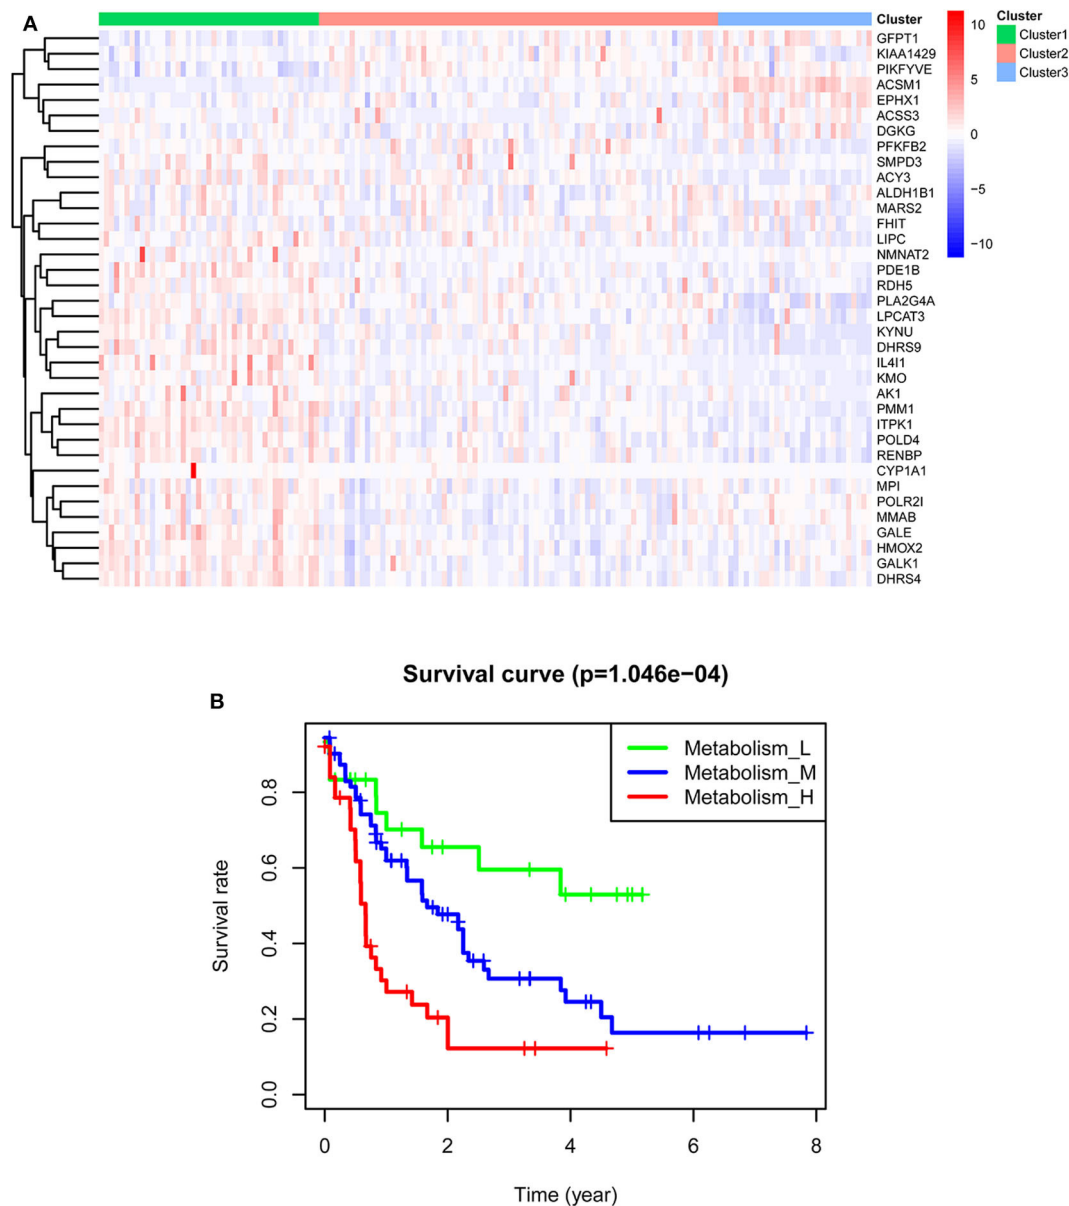 A
Cluster
GFPT1
KIAA1429
PIKFYVE
ACSM1
EPHX1
ACSS3
DGKG
PFKFB2
SMPD3
ACY3
ALDH1B1
MARS2
FHIT
LIPC
NMNAT2
PDE1B
RDH5
PLA2G4A
LPCAT3
KYNU
DHRS9
IL4I1
KMO
AK1
PMM1
ITPK1
POLD4
RENBP
CYP1A1
MPI
POLR2I
MMAB
GALE
HMOX2
GALK1
DHRS4
10
5
0
−5
−10
Cluster
Cluster1
Cluster2
Cluster3
B
Survival curve (p=1.046e−04)
Metabolism_L
Metabolism_M
Metabolism_H
Survival rate
0.8
0.6
0.4
0.2
0.0
0 2 4 6 8
Time (year)